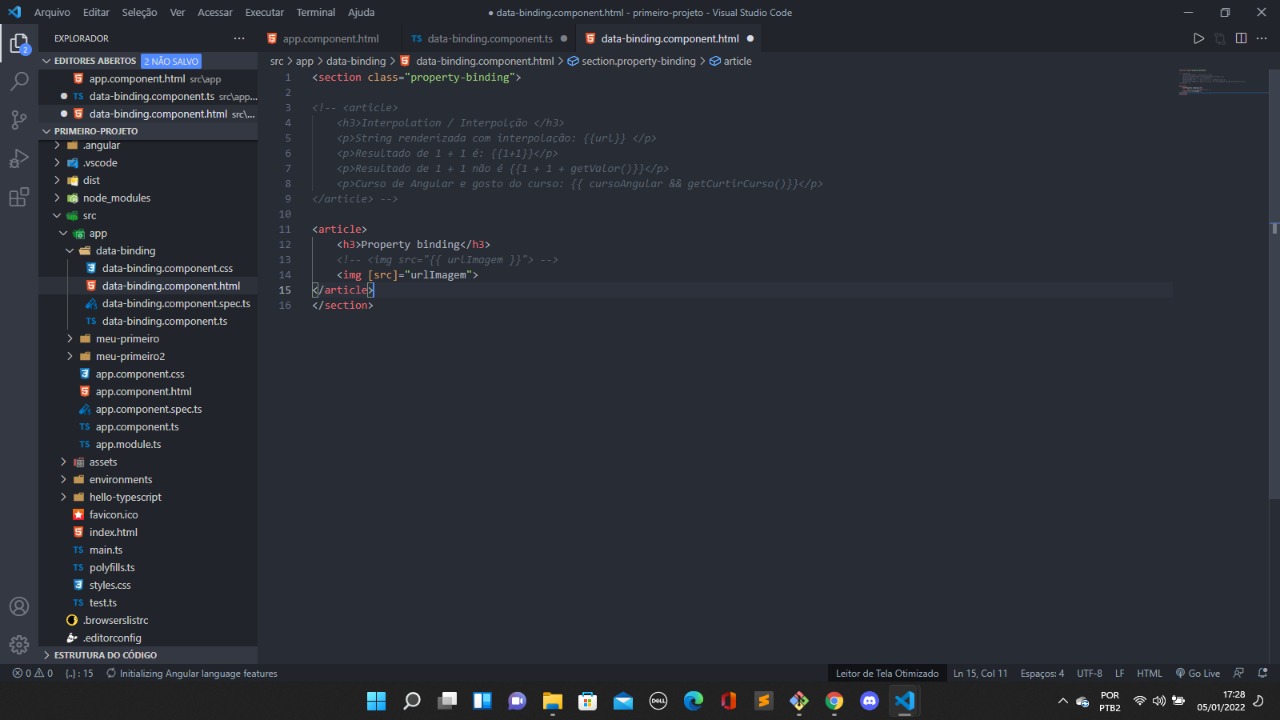 Arquivo Editar Seleção Ver Acessar Executar Terminal Ajuda
● data-binding.component.html - primeiro-projeto - Visual Studio Code
EXPLORADOR ···
EDITORES ABERTOS 2 NÃO SALVO
app.component.html src\app
TS data-binding.component.ts src\app...
data-binding.component.html src\...
PRIMEIRO-PROJETO
.angular
.vscode
dist
node_modules
src
app
data-binding
data-binding.component.css
data-binding.component.html
data-binding.component.spec.ts
TS data-binding.component.ts
meu-primeiro
meu-primeiro2
app.component.css
app.component.html
app.component.spec.ts
TS app.component.ts
TS app.module.ts
assets
environments
hello-typescript
favicon.ico
index.html
TS main.ts
TS polyfills.ts
styles.css
TS test.ts
.browserslistrc
.editorconfig
ESTRUTURA DO CÓDIGO
2
app.component.html
TS data-binding.component.ts ●
data-binding.component.html ●
src > app > data-binding > data-binding.component.html > section.property-binding > article
1 <section class="property-binding">
2
3 <!-- <article>
4 <h3>Interpolation / Interpolção </h3>
5 <p>String renderizada com interpolação: {{url}} </p>
6 <p>Resultado de 1 + 1 é: {{1+1}}</p>
7 <p>Resultado de 1 + 1 não é {{1 + 1 + getValor()}}</p>
8 <p>Curso de Angular e gosto do curso: {{ cursoAngular && getCurtirCurso()}}</p>
9 </article> -->
10
11 <article>
12 <h3>Property binding</h3>
13 <!-- <img src="{{ urlImagem }}"> -->
14 <img [src]="urlImagem">
15 </article>
16 </section>
0 0 {..} : 15 Initializing Angular language features
Leitor de Tela Otimizado Ln 15, Col 11 Espaços: 4 UTF-8 LF HTML Go Live
DELL
POR
PTB2
17:28
05/01/2022